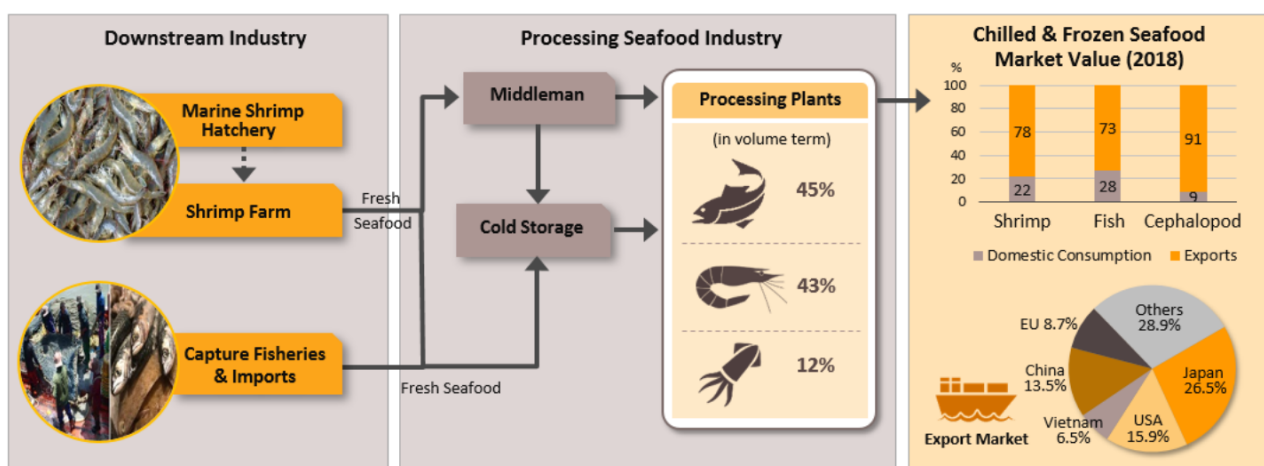 Downstream Industry
Marine Shrimp
Hatchery
Shrimp Farm
Capture Fisheries
& Imports
Fresh
Seafood
Fresh Seafood
Processing Seafood Industry
Middleman
Cold Storage
Processing Plants
(in volume term)
45%
43%
12%
Chilled & Frozen Seafood
Market Value (2018)
%
100
80
60
40
20
0
78
22
73
28
91
9
Shrimp
Fish
Cephalopod
Domestic Consumption
Exports
Others
28.9%
EU 8.7%
Japan
26.5%
China
13.5%
Vietnam
6.5%
USA
15.9%
Export Market